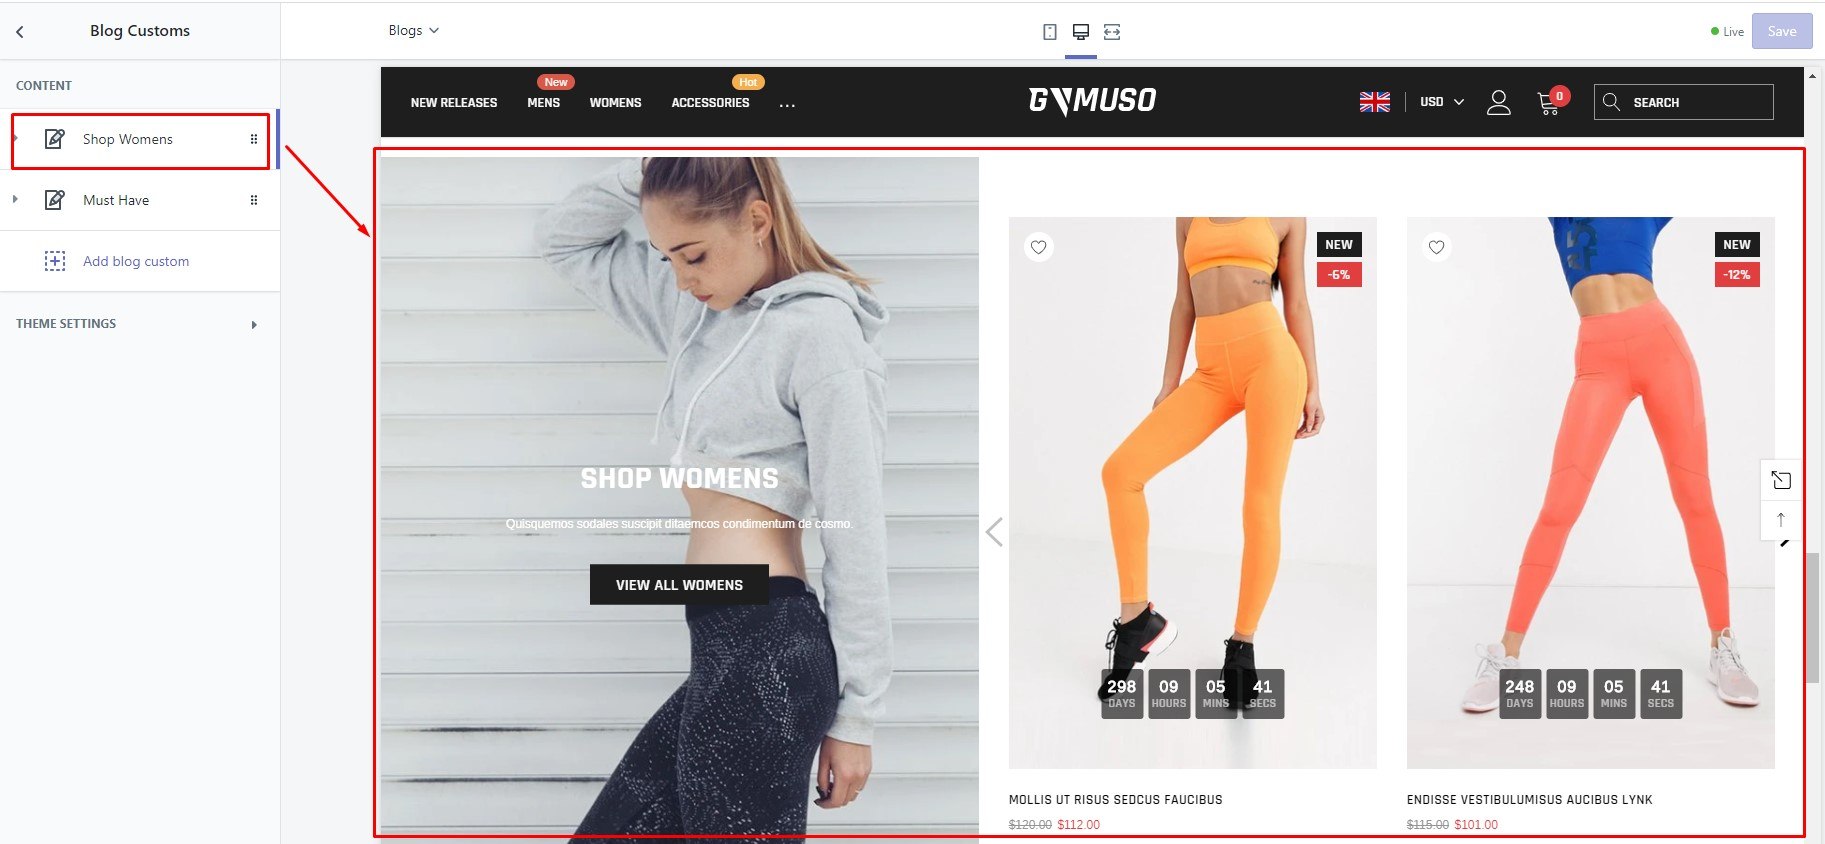 Blog Customs
Blogs
Live
Save
CONTENT
Shop Womens
Must Have
Add blog custom
THEME SETTINGS
New
Hot
NEW RELEASES
MENS
WOMENS
ACCESSORIES
...
GYMUSO
USD
0
SEARCH
SHOP WOMENS
Quisquemos sodales suscipit ditaemcos condimentum de cosmo.
VIEW ALL WOMENS
NEW
-6%
298 09 05 41
DAYS HOURS MINS SECS
MOLLIS UT RISUS SEDCUS FAUCIBUS
$120.00 $112.00
NEW
-12%
248 09 05 41
DAYS HOURS MINS SECS
ENDISSE VESTIBULUMISUS AUCIBUS LYNK
$115.00 $101.00